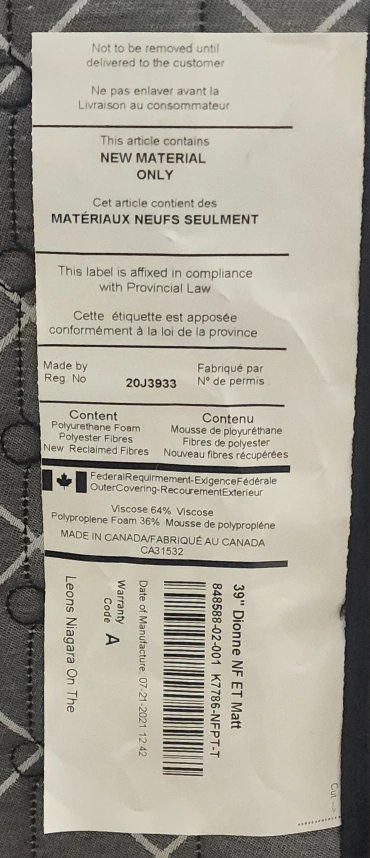 Not to be removed until
delivered to the customer
Ne pas enlaver avant la
Livraison au consommateur
This article contains
NEW MATERIAL
ONLY
Cet article contient des
MATÉRIAUX NEUFS SEULMENT
This label is affixed in compliance
with Provincial Law
Cette étiquette est apposée
conformément à la loi de la province
Made by
Reg. No
20J3933
Fabriqué par
Nº de permis
Content
Polyurethane Foam
Polyester Fibres
New Reclaimed Fibres
Contenu
Mousse de ployuréthane
Fibres de polyester
Nouveau fibres récupérées
FederalRequirmement-ExigenceFédérale
OuterCovering-RecourementExterieur
Viscose 64% Viscose
Polyproplene Foam 36% Mousse de polypropléne
MADE IN CANADA/FABRIQUÉ AU CANADA
CA31532
39" Dionne NF ET Matt
848588-02-001 K7786-NFPT-T
Date of Manufacture: 07-21-2021 12:42
Warranty
Code A
Leons Niagara On The
Cut -->